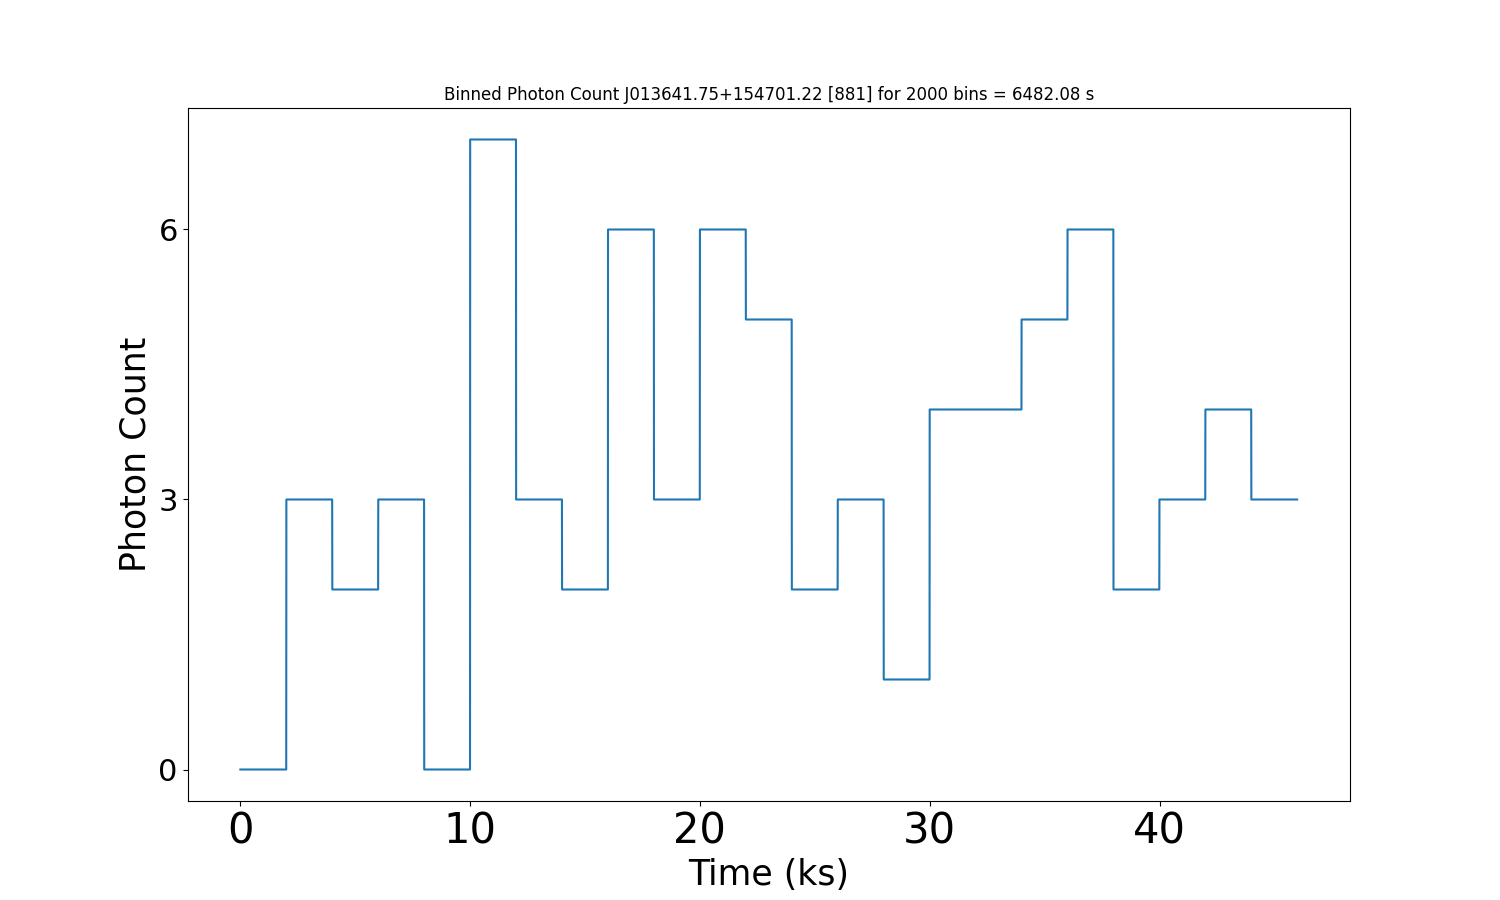 Binned Photon Count J013641.75+154701.22 [881] for 2000 bins = 6482.08 s
6
3
0
Photon Count
0 10 20 30 40
Time (ks)